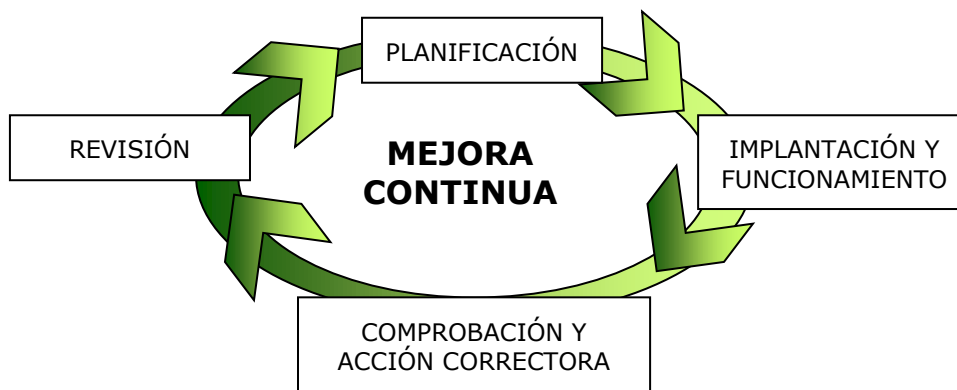 PLANIFICACIÓN
REVISIÓN
MEJORA
CONTINUA
IMPLANTACIÓN Y
FUNCIONAMIENTO
COMPROBACIÓN Y
ACCIÓN CORRECTORA